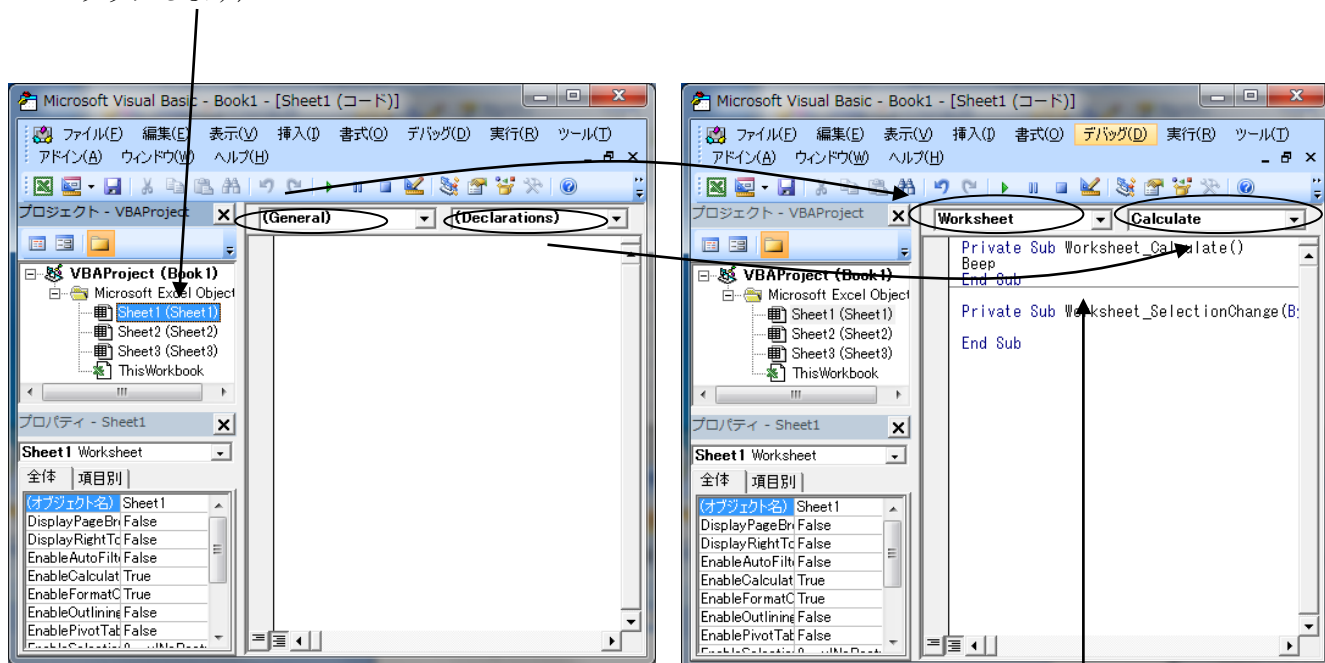 Microsoft Visual Basic - Book1 - [Sheet1 (コード)]
ファイル(F) 編集(E) 表示(V) 挿入(I) 書式(O) デバッグ(D) 実行(R) ツール(T)
アドイン(A) ウィンドウ(W) ヘルプ(H)
プロジェクト - VBAProject
(General)
(Declarations)
VBAProject (Book1)
Microsoft Excel Object
Sheet1 (Sheet1)
Sheet2 (Sheet2)
Sheet3 (Sheet3)
ThisWorkbook
プロパティ - Sheet1
Sheet1 Worksheet
全体 項目別
(オブジェクト名) Sheet1
DisplayPageBr False
DisplayRightTo False
EnableAutoFilt False
EnableCalculat True
EnableFormatC True
EnableOutlining False
EnablePivotTab False
Microsoft Visual Basic - Book1 - [Sheet1 (コード)]
ファイル(F) 編集(E) 表示(V) 挿入(I) 書式(O) デバッグ(D) 実行(R) ツール(T)
アドイン(A) ウィンドウ(W) ヘルプ(H)
プロジェクト - VBAProject
Worksheet
Calculate
Private Sub Worksheet_Calculate()
Beep
End Sub
Private Sub Worksheet_SelectionChange(B
End Sub
VBAProject (Book1)
Microsoft Excel Object
Sheet1 (Sheet1)
Sheet2 (Sheet2)
Sheet3 (Sheet3)
ThisWorkbook
プロパティ - Sheet1
Sheet1 Worksheet
全体 項目別
(オブジェクト名) Sheet1
DisplayPageBr False
DisplayRightTo False
EnableAutoFilt False
EnableCalculat True
EnableFormatC True
EnableOutlining False
EnablePivotTab False